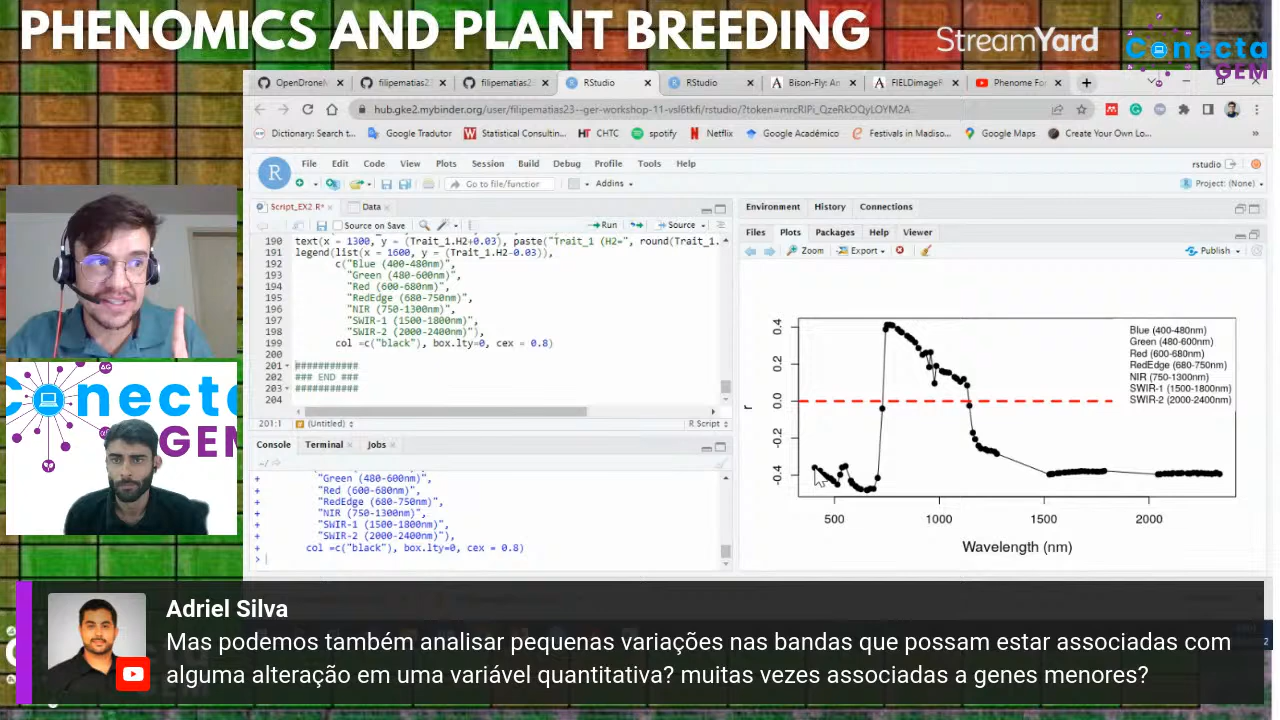 PHENOMICS AND PLANT BREEDING
StreamYard
Conecta
GEM
OpenDroneM
filipematias23
filipematias23
RStudio
RStudio
Bison-Fly: An
FIELDimageR
Phenome For
hub.gke2.mybinder.org/user/filipematias23--ger-workshop-11-vsl6tkfi/rstudio/?token=mrcRIPi_QzeRkOQyLOYM2A
Dictionary: Search t...
Google Tradutor
Statistical Consultin...
CHTC
spotify
Netflix
Google Académico
Festivals in Madiso...
Google Maps
Create Your Own Lo...
File Edit Code View Plots Session Build Debug Profile Tools Help
rstudio
Go to file/function
Addins
Project: (None)
Script_EX2.R*
Data
Source on Save
Run
Source
190 text(x = 1300, y = (Trait_1.H2+0.03), paste("Trait_1 (H2=", round(Trait_1.
191 legend(list(x = 1600, y = (Trait_1.H2-0.03)),
192 c("Blue (400-480nm)",
193 "Green (480-600nm)",
194 "Red (600-680nm)",
195 "RedEdge (680-750nm)",
196 "NIR (750-1300nm)",
197 "SWIR-1 (1500-1800nm)",
198 "SWIR-2 (2000-2400nm)"),
199 col =c("black"), box.lty=0, cex = 0.8)
200
201 ###########
202 ### END ###
203 ###########
204
201:1
(Untitled)
R Script
Console Terminal Jobs
~/
+ "Green (480-600nm)",
+ "Red (600-680nm)",
+ "RedEdge (680-750nm)",
+ "NIR (750-1300nm)",
+ "SWIR-1 (1500-1800nm)",
+ "SWIR-2 (2000-2400nm)"),
+ col =c("black"), box.lty=0, cex = 0.8)
>
Environment History Connections
Files Plots Packages Help Viewer
Zoom Export Publish
Blue (400-480nm)
Green (480-600nm)
Red (600-680nm)
RedEdge (680-750nm)
NIR (750-1300nm)
SWIR-1 (1500-1800nm)
SWIR-2 (2000-2400nm)
0.4
0.2
0.0
-0.2
-0.4
r
500 1000 1500 2000
Wavelength (nm)
Conecta
GEM
Adriel Silva
Mas podemos também analisar pequenas variações nas bandas que possam estar associadas com
alguma alteração em uma variável quantitativa? muitas vezes associadas a genes menores?